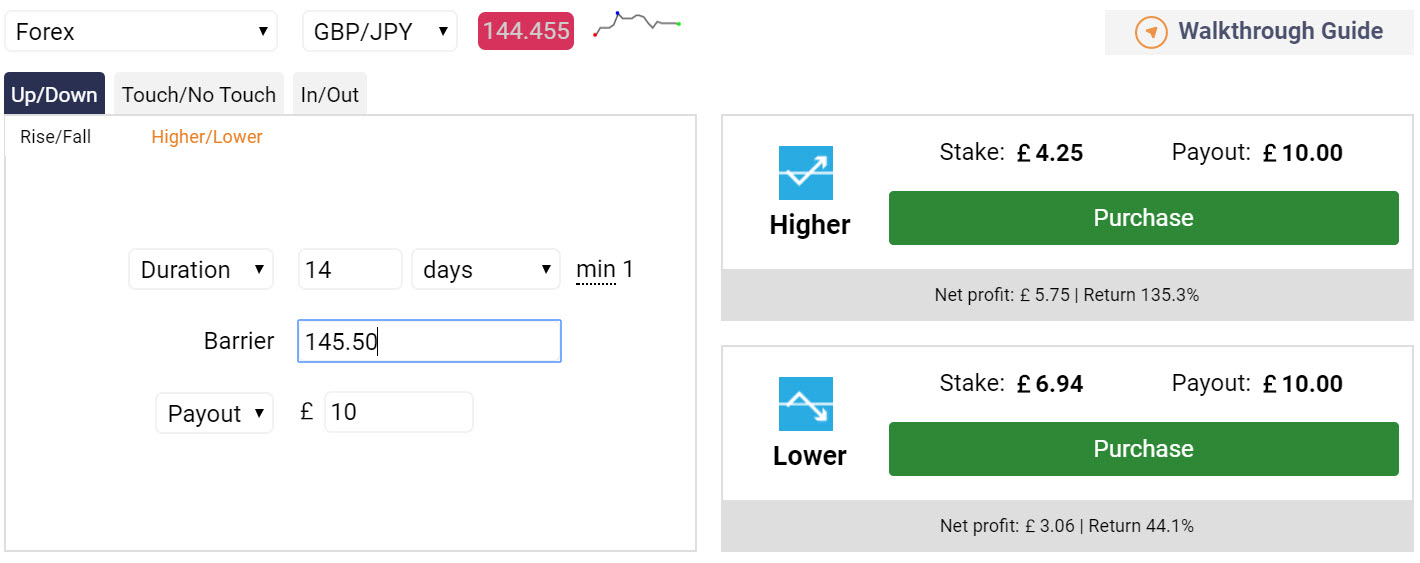 Forex GBP/JPY 144.455 Walkthrough Guide
Up/Down Touch/No Touch In/Out
Rise/Fall Higher/Lower
Duration 14 days min 1
Barrier 145.50
Payout £ 10
Stake: £ 4.25 Payout: £ 10.00
Higher
Purchase
Net profit: £ 5.75 | Return 135.3%
Stake: £ 6.94 Payout: £ 10.00
Lower
Purchase
Net profit: £ 3.06 | Return 44.1%